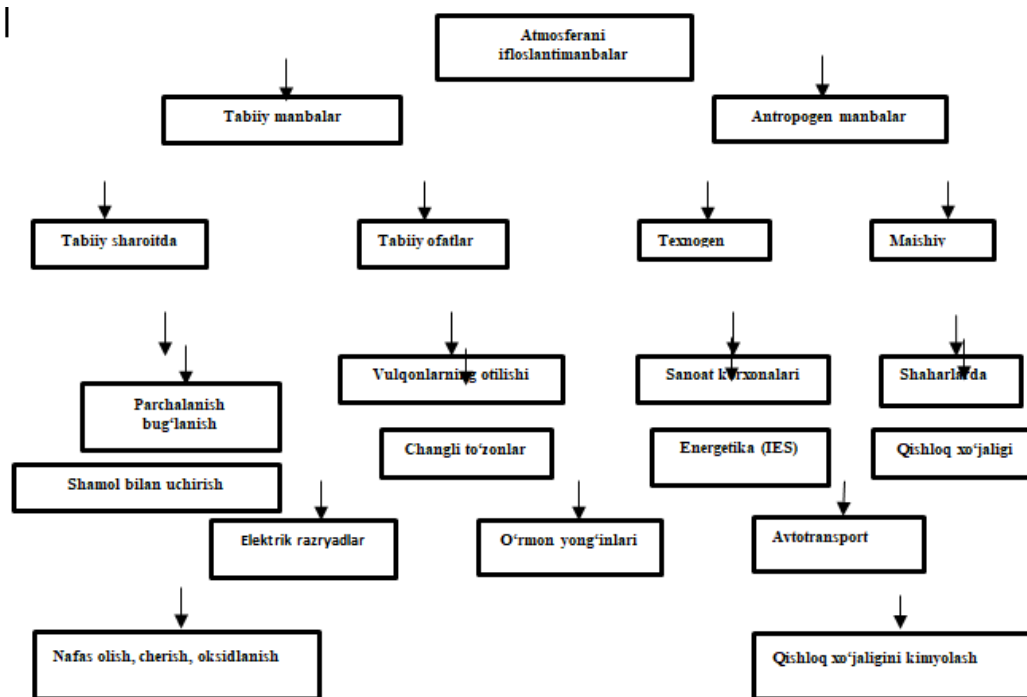 Atmosferani
ifloslantimanbalar
Tabiiy manbalar
Antropogen manbalar
Tabiiy sharoitda
Tabiiy ofatlar
Texnogen
Maishiy
Vulqonlarning otilishi
Sanoat korxonalari
Shaharlarda
Parchalanish
bug‘lanish
Changli to‘zonlar
Energetika (IES)
Qishloq xo‘jaligi
Shamol bilan uchirish
Elektrik razryadlar
O‘rmon yong‘inlari
Avtotransport
Nafas olish, cherish, oksidlanish
Qishloq xo‘jaligini kimyolash